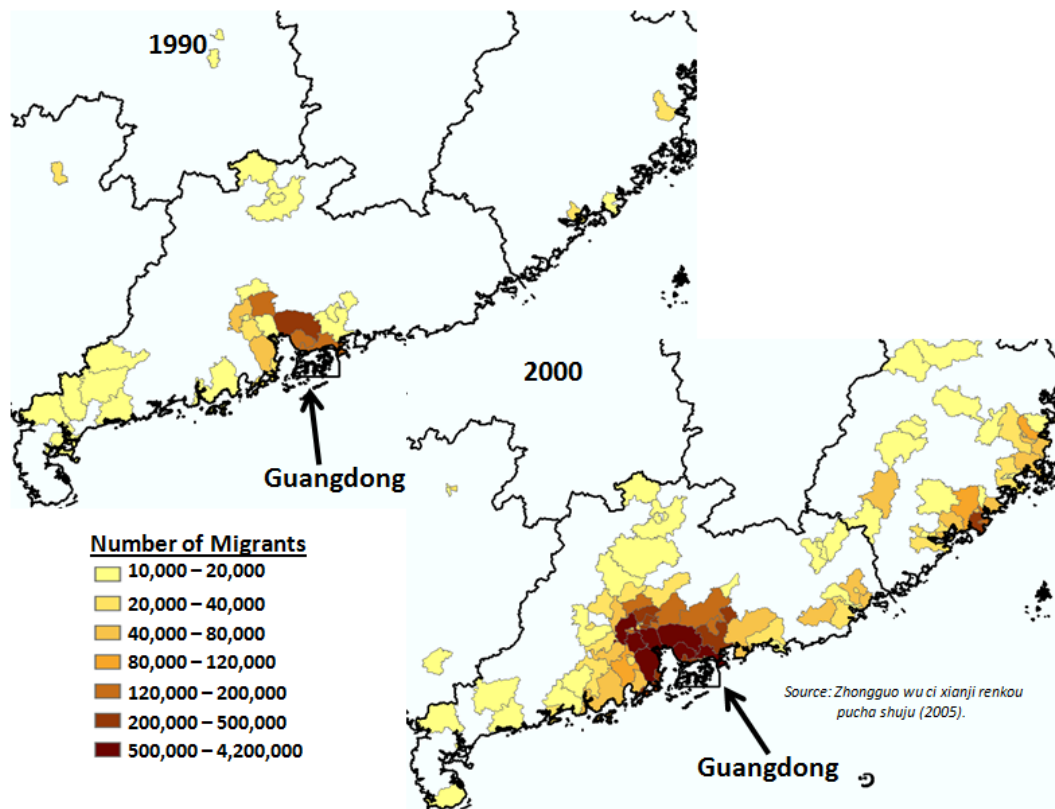 1990
Guangdong
2000
Number of Migrants
10,000 – 20,000
20,000 – 40,000
40,000 – 80,000
80,000 – 120,000
120,000 – 200,000
200,000 – 500,000
500,000 – 4,200,000
Source: Zhongguo wu ci xianji renkou
pucha shuju (2005).
Guangdong